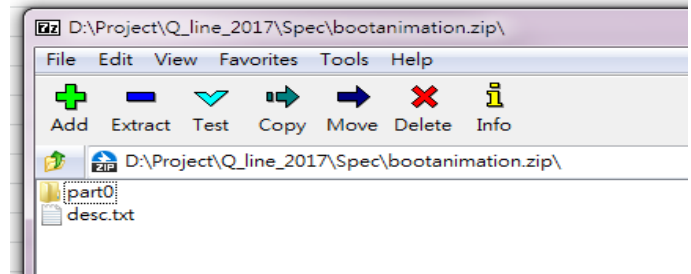 7z D:\Project\Q_line_2017\Spec\bootanimation.zip\
File Edit View Favorites Tools Help
Add Extract Test Copy Move Delete Info
ZIP D:\Project\Q_line_2017\Spec\bootanimation.zip\
part0
desc.txt